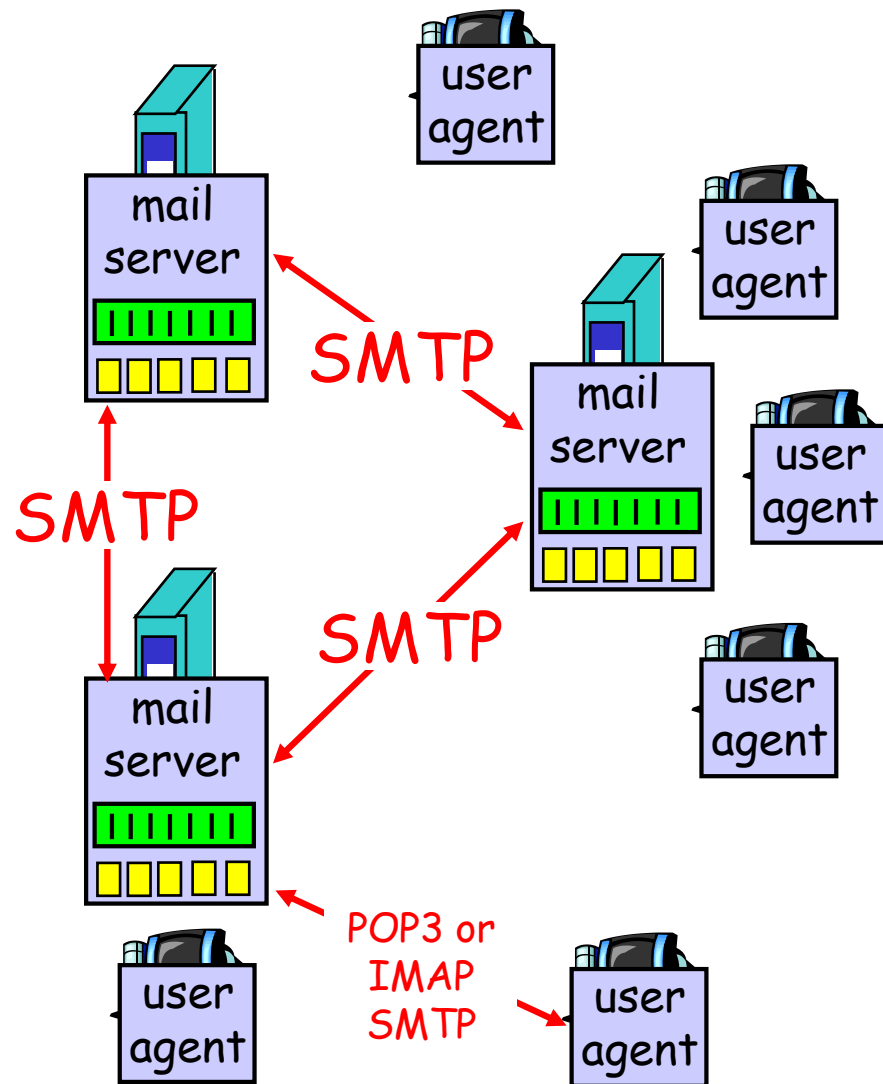 user
agent
mail
server
user
agent
SMTP
mail
server
user
agent
SMTP
SMTP
mail
server
user
agent
POP3 or
IMAP
SMTP
user
agent
user
agent